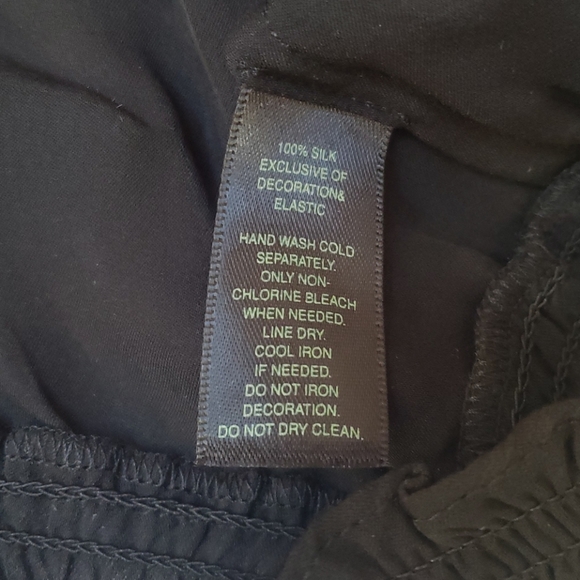 100% SILK
EXCLUSIVE OF
DECORATION&
ELASTIC
HAND WASH COLD
SEPARATELY.
ONLY NON-
CHLORINE BLEACH
WHEN NEEDED.
LINE DRY.
COOL IRON
IF NEEDED.
DO NOT IRON
DECORATION.
DO NOT DRY CLEAN.